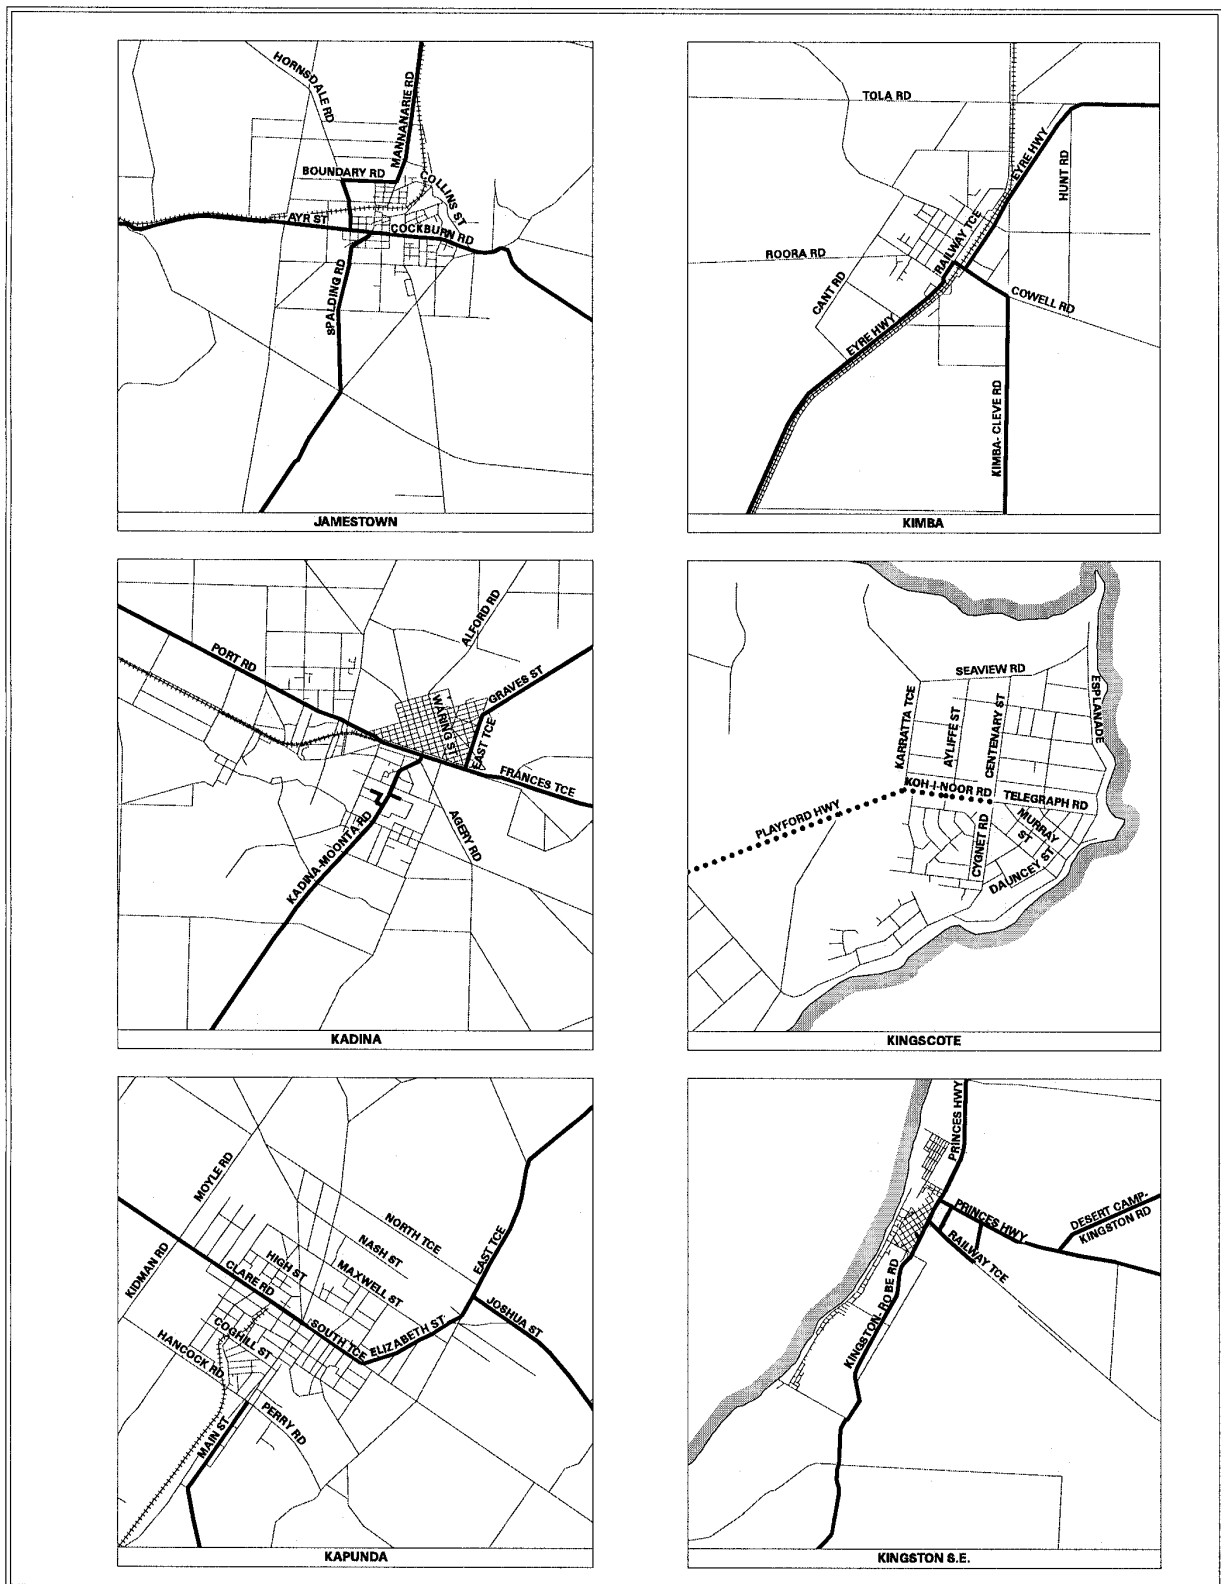 HORNSDALE RD
MANNANARIE RD
BOUNDARY RD
COLLINS ST
AYR ST
COCKBURN RD
SPALDING RD
JAMESTOWN
TOLA RD
EYRE HWY
HUNT RD
RAILWAY TCE
ROORA RD
CANT RD
COWELL RD
EYRE HWY
KIMBA- CLEVE RD
KIMBA
ALFORD RD
PORT RD
GRAVES ST
WARING ST
EAST TCE
FRANCES TCE
AGERY RD
KADINA-MOONTA RD
KADINA
SEAVIEW RD
ESPLANADE
KARRATTA TCE
AYLIFFE ST
CENTENARY ST
KOH-I-NOOR RD
TELEGRAPH RD
PLAYFORD HWY
MURRAY
ST
CYGNET RD
DAUNCEY ST
KINGSCOTE
MOYLE RD
NORTH TCE
NASH ST
EAST TCE
KIDMAN RD
HIGH ST
MAXWELL ST
CLARE RD
JOSHUA ST
SOUTH TCE
ELIZABETH ST
COGHILL ST
HANCOCK RD
PERRY RD
MAIN ST
KAPUNDA
PRINCES HWY
PRINCES HWY
DESERT CAMP-
KINGSTON RD
RAILWAY TCE
KINGSTON- RO BE RD
KINGSTON S.E.